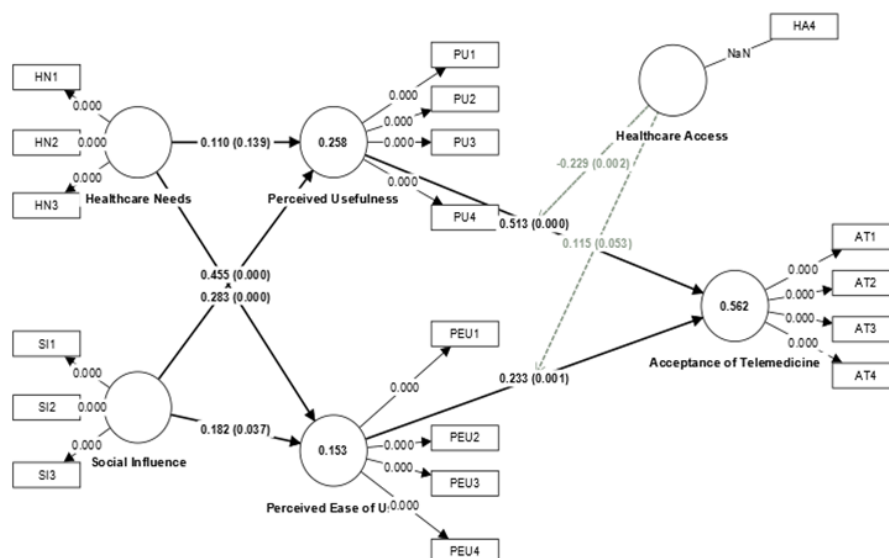 HA4
NaN
PU1
HN1
0.000
0.000
PU2
0.000
HN2
0.000
0.110 (0.139)
0.258
0.000
PU3
Healthcare Access
0.000
-0.229 (0.002)
HN3
Healthcare Needs
Perceived Usefulness
0.000
PU4
0.513 (0.000)
0.115 (0.053)
AT1
0.000
0.455 (0.000)
0.283 (0.000)
AT2
0.000
0.562
0.000
AT3
PEU1
0.000
SI1
0.000
Acceptance of Telemedicine
AT4
0.000
0.233 (0.001)
SI2
0.000
0.182 (0.037)
PEU2
0.000
0.153
0.000
0.000
Social Influence
PEU3
SI3
Perceived Ease of U
0.000
PEU4